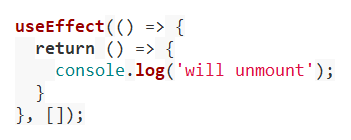 useEffect(() => {
  return () => {
    console.log('will unmount');
  }
}, []);